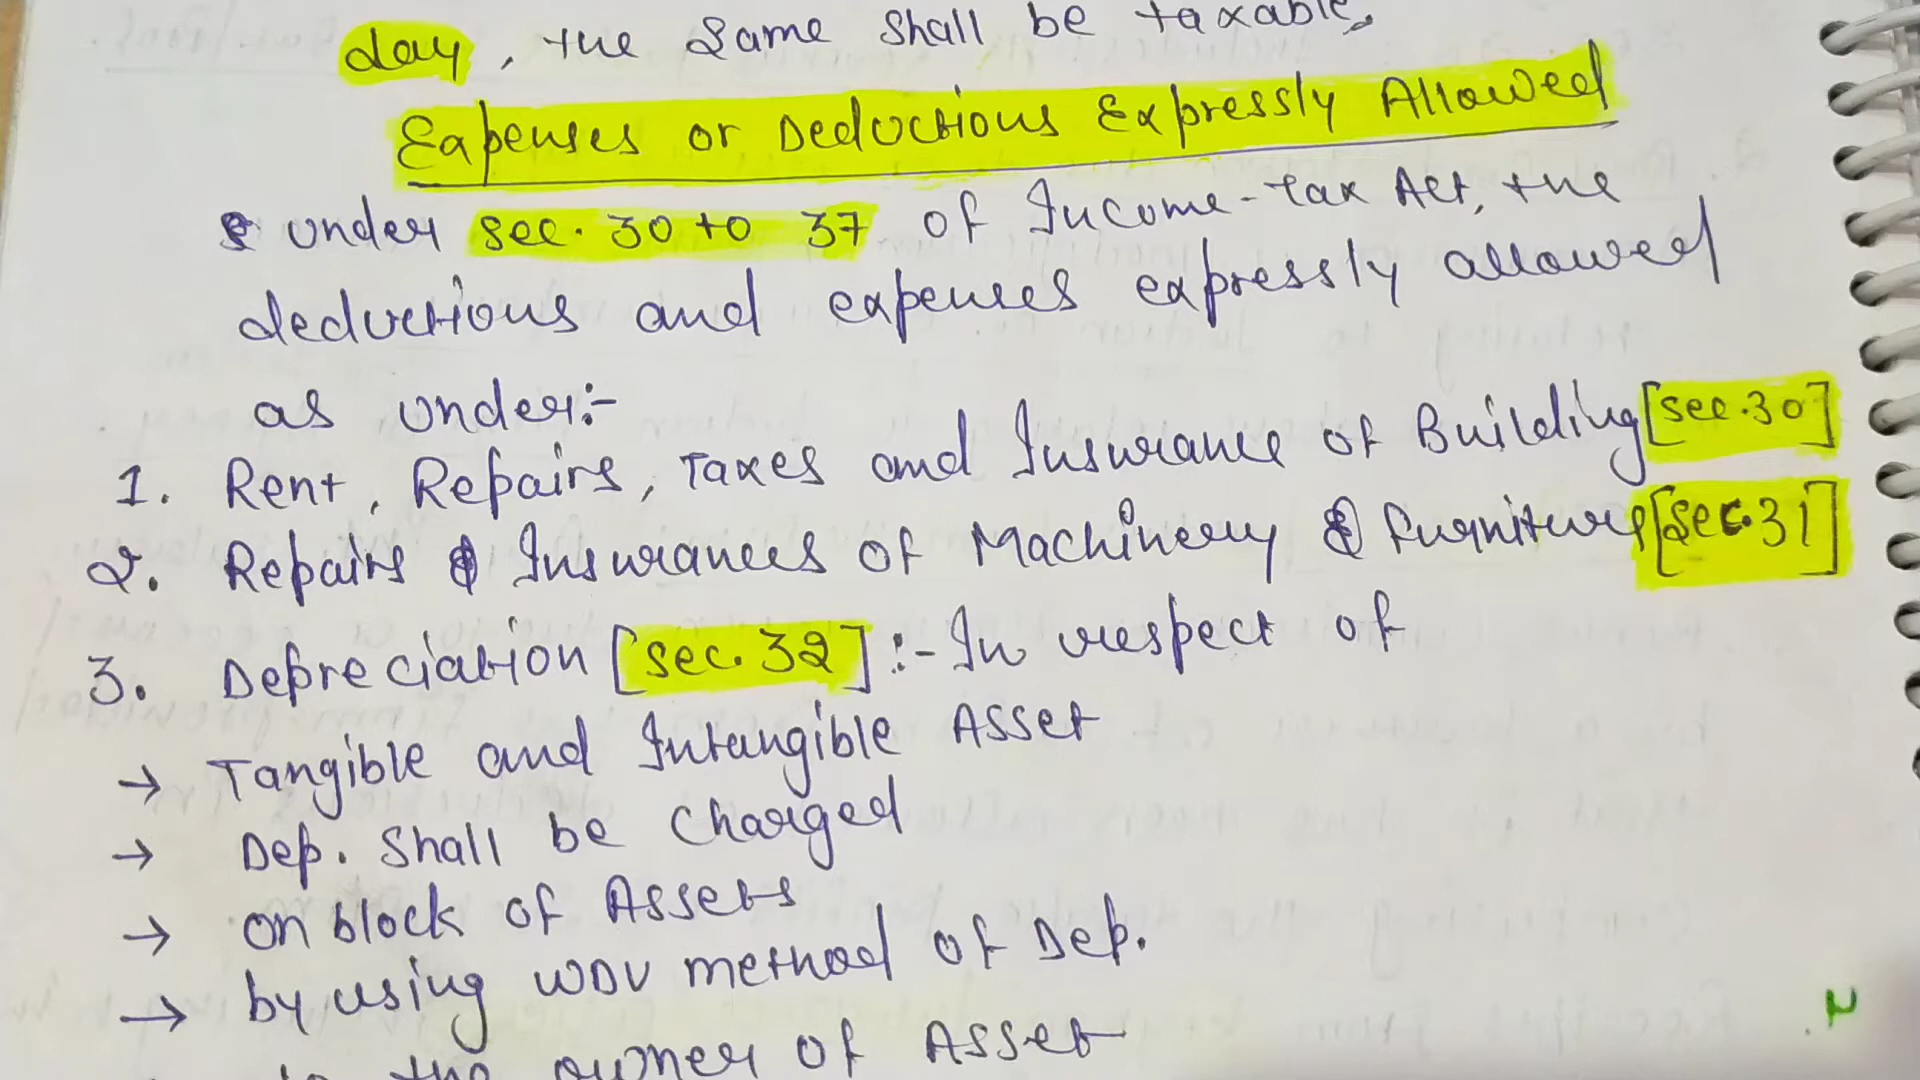 day, the same shall be taxable.
Expenses or Deductions Expressly Allowed
under sec. 30 to 37 of Income-tax Act, the
deductions and expenses expressly allowed
as under:-
1. Rent, Repairs, Taxes and Insurance of Building [sec.30]
2. Repairs & Insurances of Machinery & furniture [sec.31]
3. Depreciation [sec.32] :- In respect of
→ Tangible and Intangible Asset
→ Dep. Shall be charged
→ on block of Assets
→ by using WDV method of Dep.
to the owner of Asset